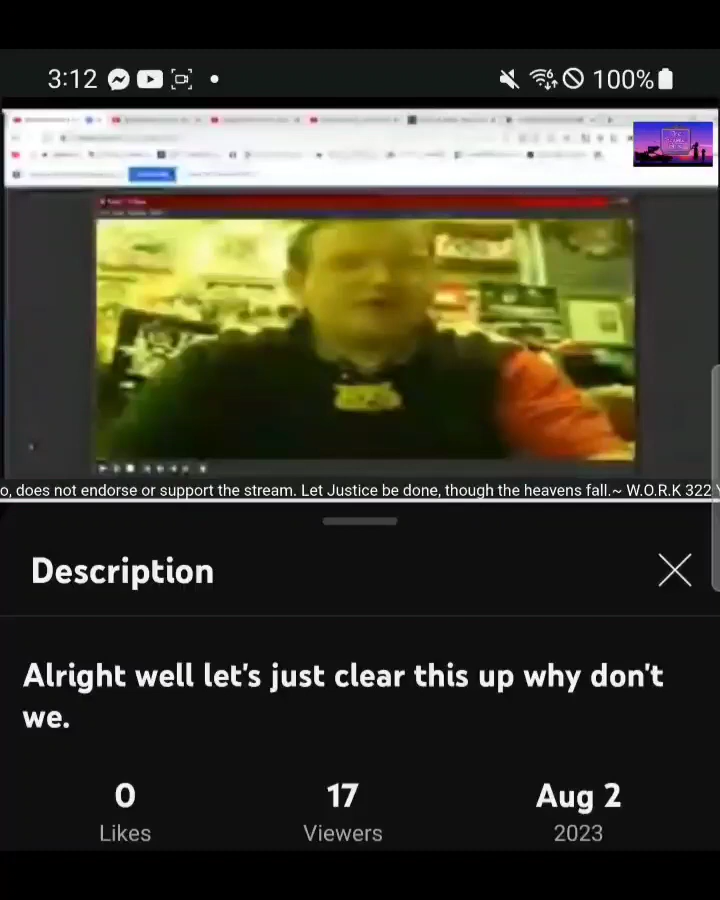 3:12
100%
o, does not endorse or support the stream. Let Justice be done, though the heavens fall.~ W.O.R.K 322
Description
Alright well let's just clear this up why don't
we.
0 17 Aug 2
Likes Viewers 2023